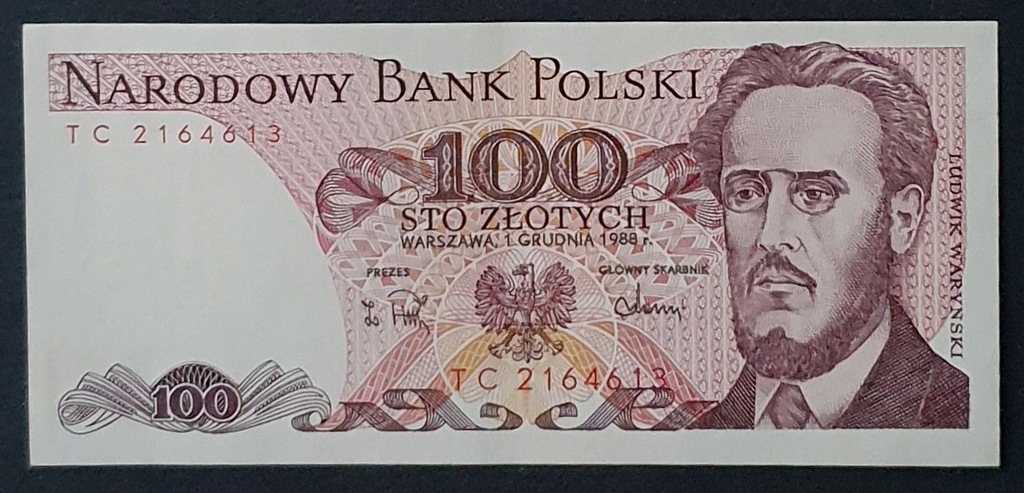 NARODOWY BANK POLSKI
TC 2164613
100
STO ZŁOTYCH
WARSZAWA, 1 GRUDNIA 1988 r.
PREZES
GŁÓWNY SKARBNIK
TC 2164613
100
LUDWIK WARYŃSKI